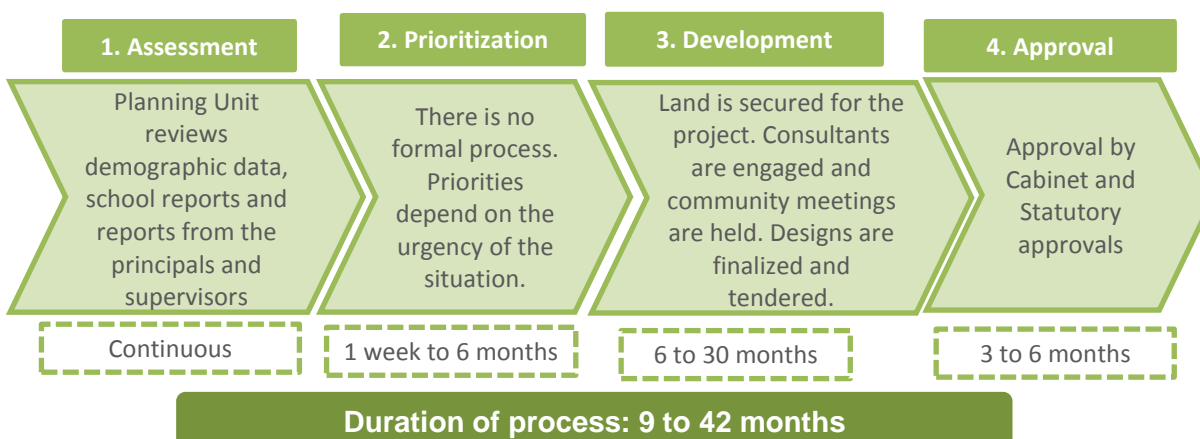 1. Assessment
Planning Unit
reviews
demographic data,
school reports and
reports from the
principals and
supervisors
Continuous
2. Prioritization
There is no
formal process.
Priorities
depend on the
urgency of the
situation.
1 week to 6 months
3. Development
Land is secured for the
project. Consultants
are engaged and
community meetings
are held. Designs are
finalized and
tendered.
6 to 30 months
4. Approval
Approval by
Cabinet and
Statutory
approvals
3 to 6 months
Duration of process: 9 to 42 months